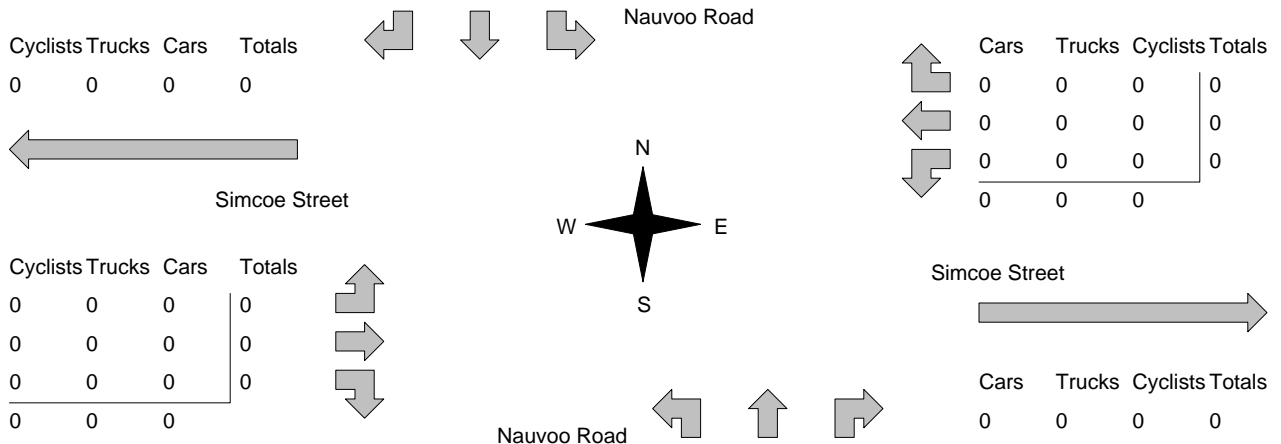 Nauvoo Road
Cyclists Trucks Cars Totals
0 0 0 0
Cars Trucks Cyclists Totals
0 0 0 0
0 0 0 0
0 0 0 0
0 0 0
Simcoe Street
N
W E
S
Cyclists Trucks Cars Totals
0 0 0 0
0 0 0 0
0 0 0 0
0 0 0
Simcoe Street
Cars Trucks Cyclists Totals
0 0 0 0
Nauvoo Road